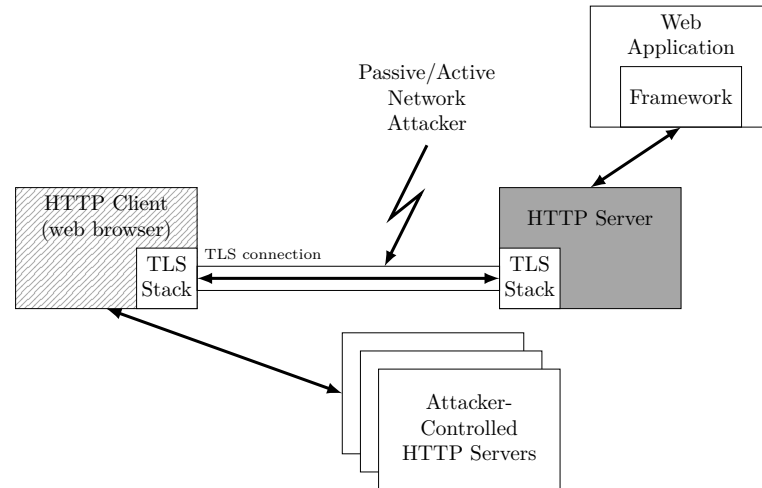 Web
Application
Framework
Passive/Active
Network
Attacker
HTTP Client
(web browser)
HTTP Server
TLS connection
TLS
Stack
TLS
Stack
Attacker-
Controlled
HTTP Servers